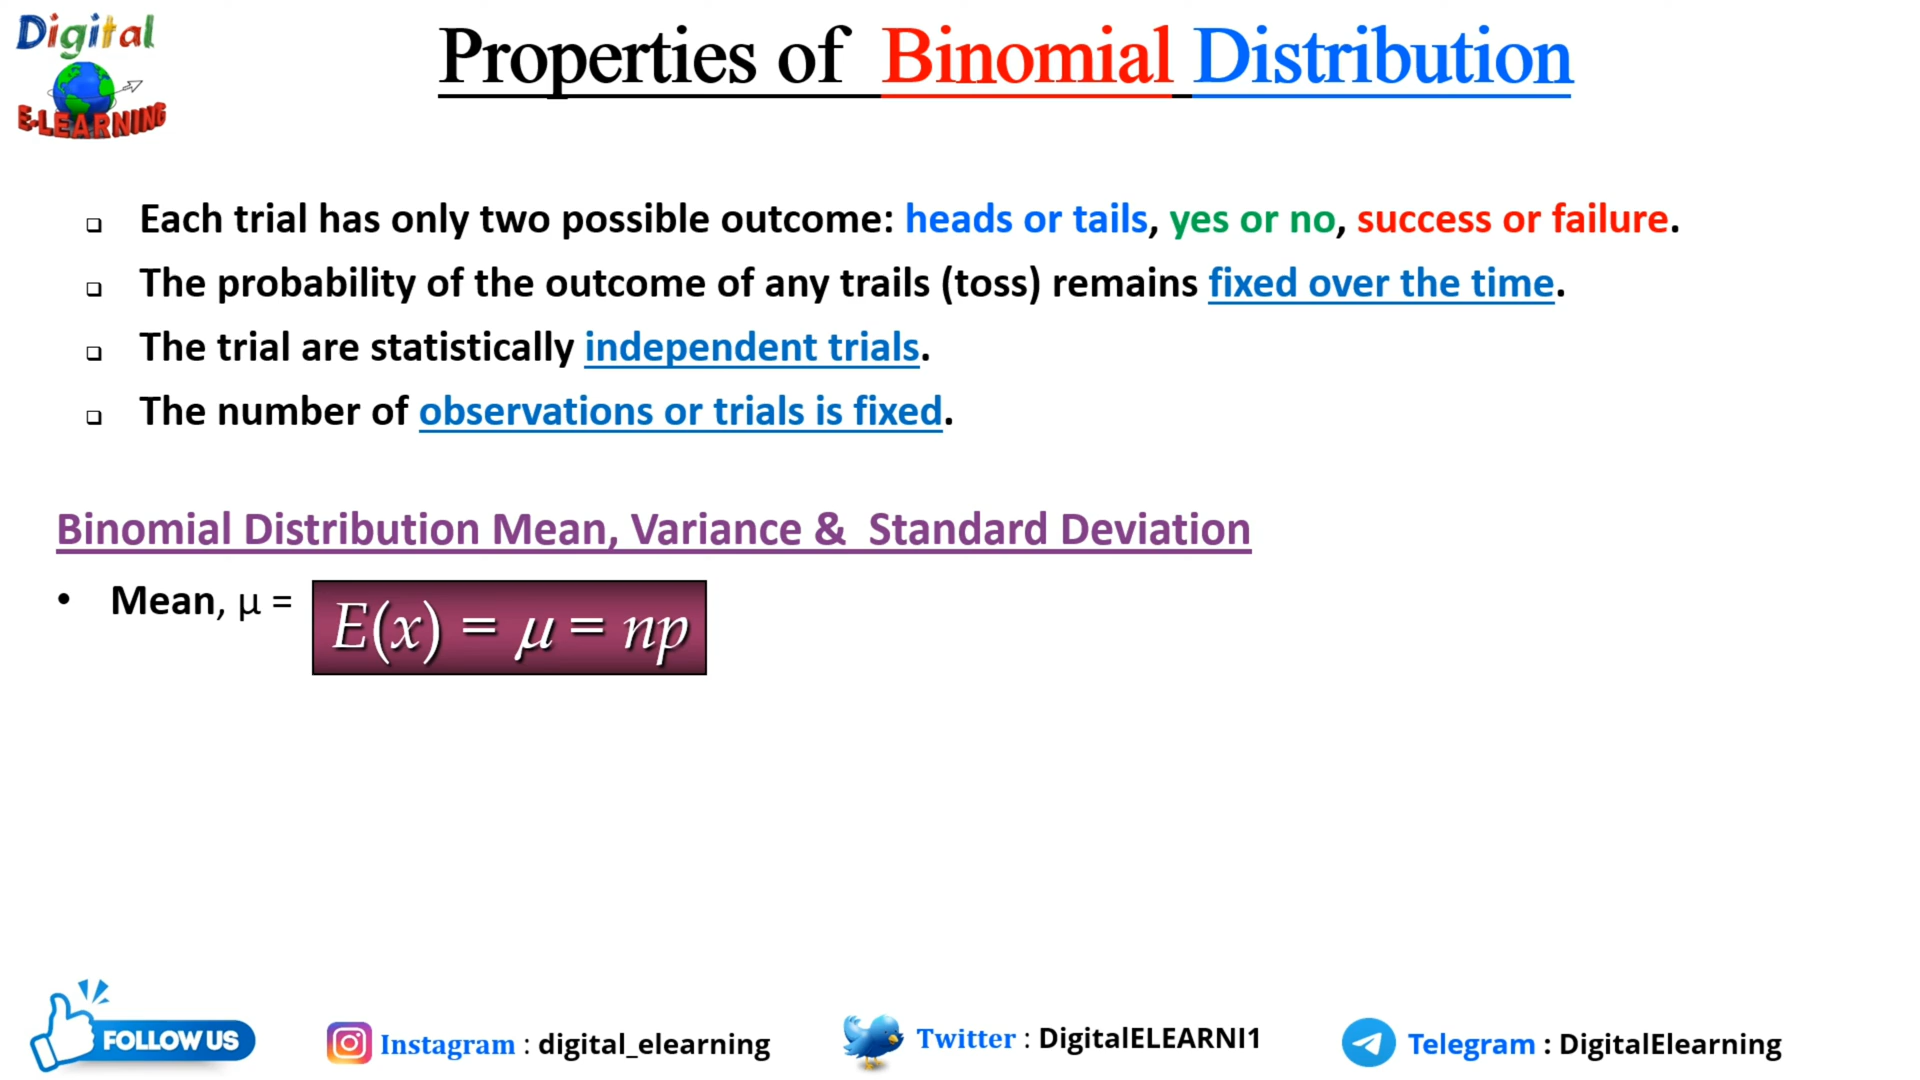 Digital
E-LEARNING
Properties of Binomial Distribution
❑ Each trial has only two possible outcome: heads or tails, yes or no, success or failure.
❑ The probability of the outcome of any trails (toss) remains fixed over the time.
❑ The trial are statistically independent trials.
❑ The number of observations or trials is fixed.
Binomial Distribution Mean, Variance & Standard Deviation
• Mean, μ = E(x) = μ = np
FOLLOW US
Instagram : digital_elearning
Twitter : DigitalELEARNI1
Telegram : DigitalElearning